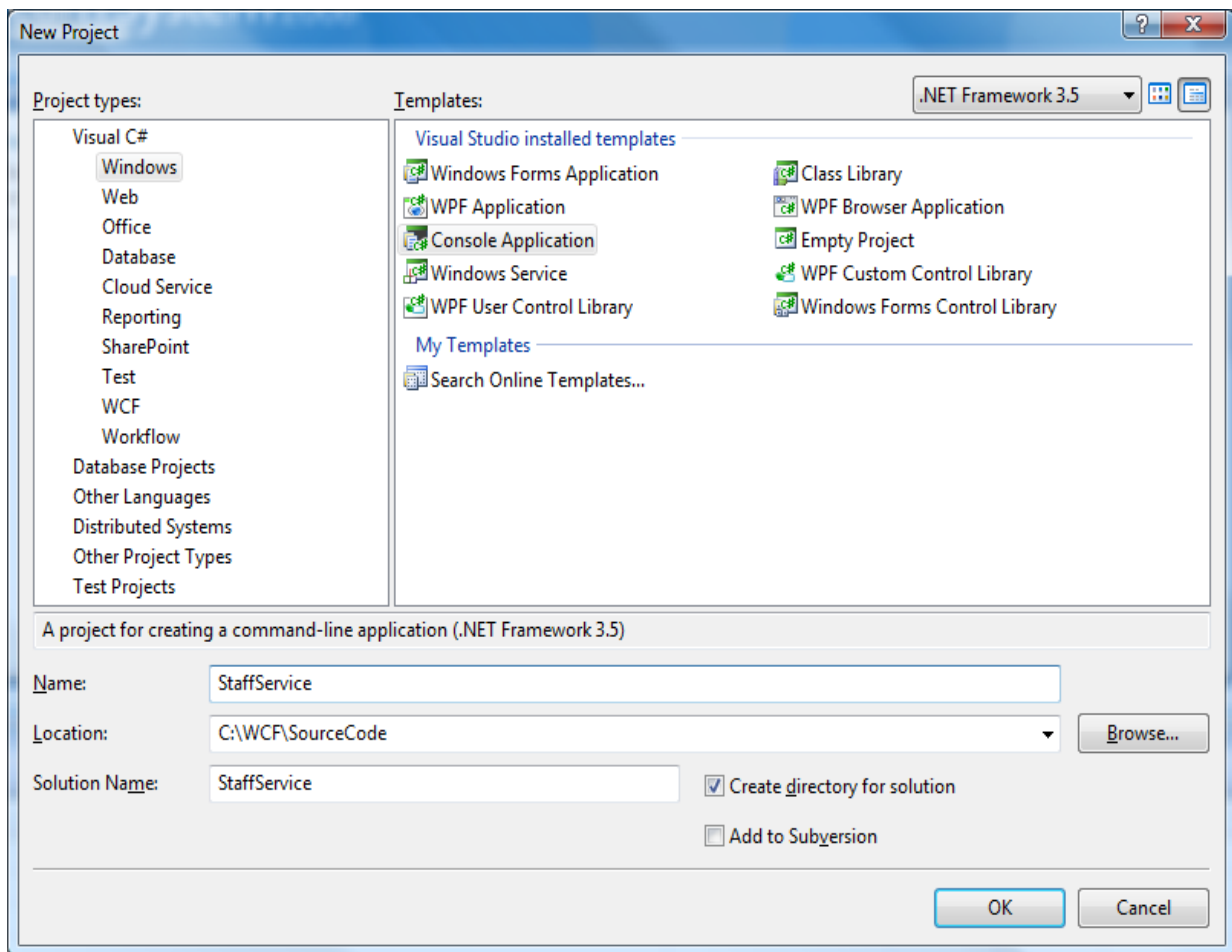 New Project
?
X
Project types:
Templates:
.NET Framework 3.5
Visual C#
Windows
Web
Office
Database
Cloud Service
Reporting
SharePoint
Test
WCF
Workflow
Database Projects
Other Languages
Distributed Systems
Other Project Types
Test Projects
Visual Studio installed templates
Windows Forms Application
Class Library
WPF Application
WPF Browser Application
Console Application
Empty Project
Windows Service
WPF Custom Control Library
WPF User Control Library
Windows Forms Control Library
My Templates
Search Online Templates...
A project for creating a command-line application (.NET Framework 3.5)
Name:
StaffService
Location:
C:\WCF\SourceCode
Browse...
Solution Name:
StaffService
Create directory for solution
Add to Subversion
OK
Cancel